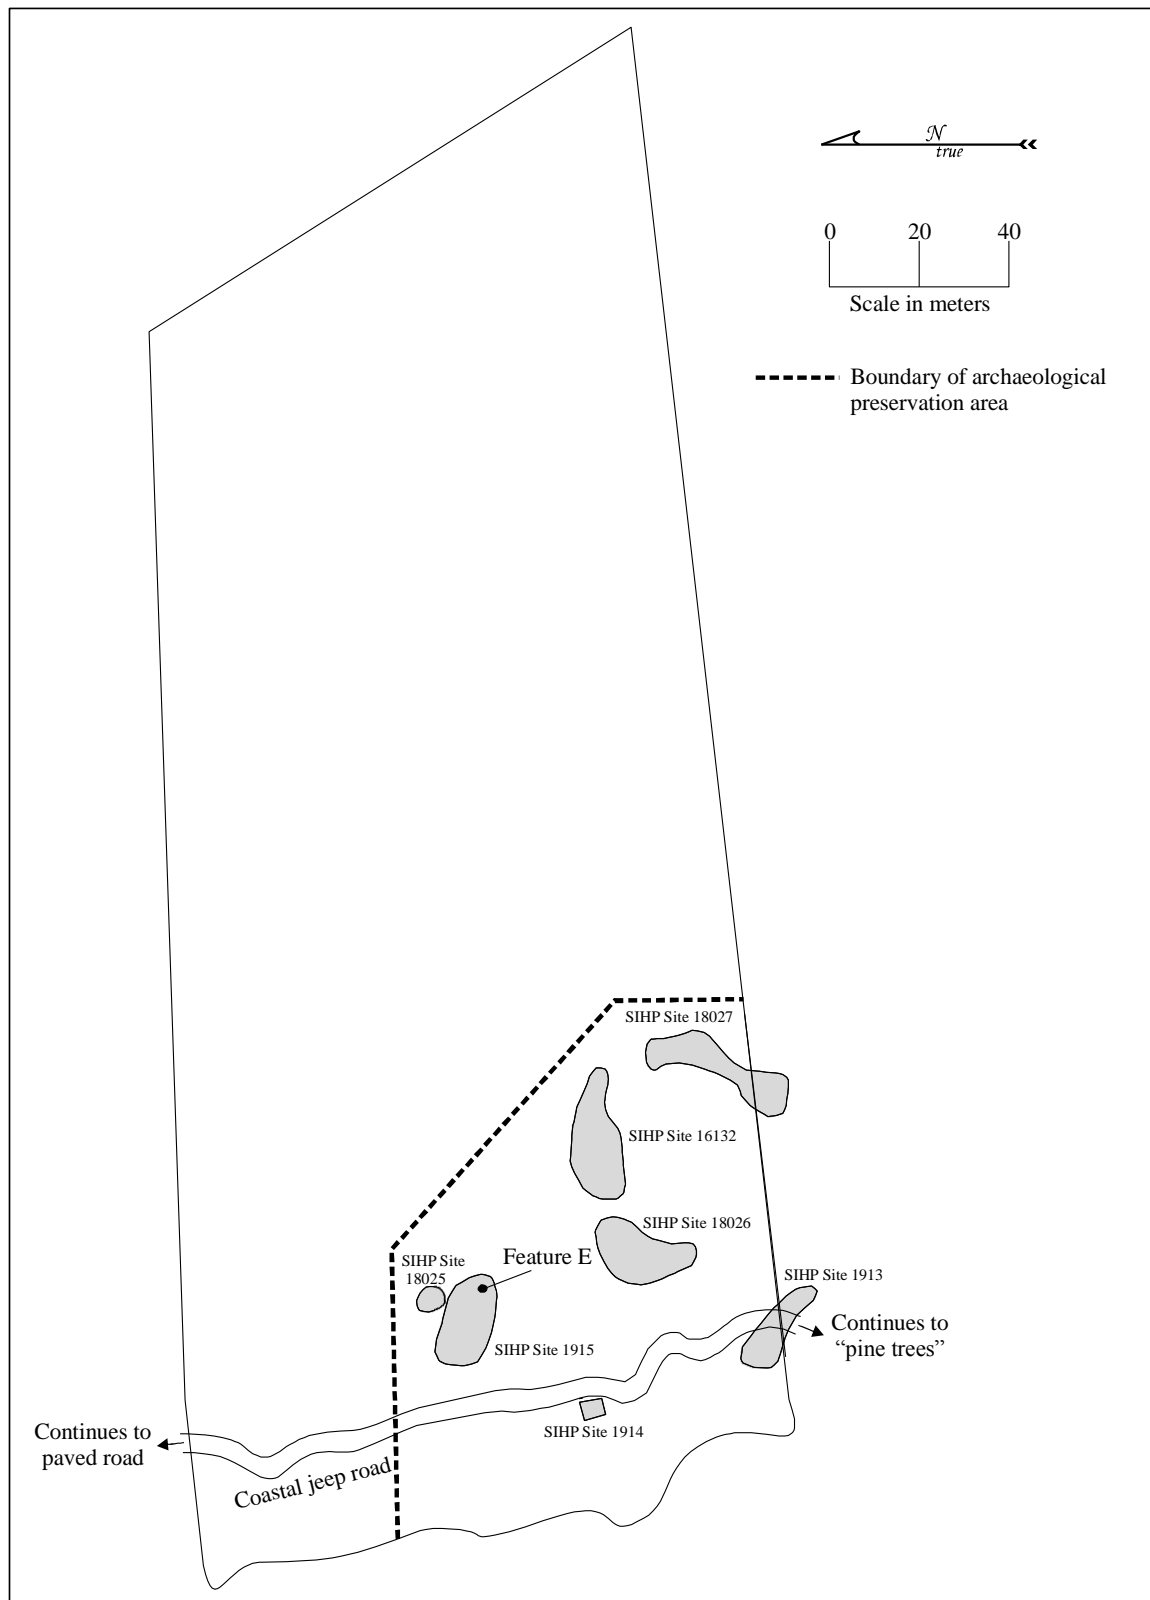 N
true
0 20 40
Scale in meters
Boundary of archaeological
preservation area
SIHP Site 18027
SIHP Site 16132
SIHP Site 18026
SIHP Site
18025
Feature E
SIHP Site 1913
Continues to
“pine trees”
SIHP Site 1915
SIHP Site 1914
Continues to
paved road
Coastal jeep road